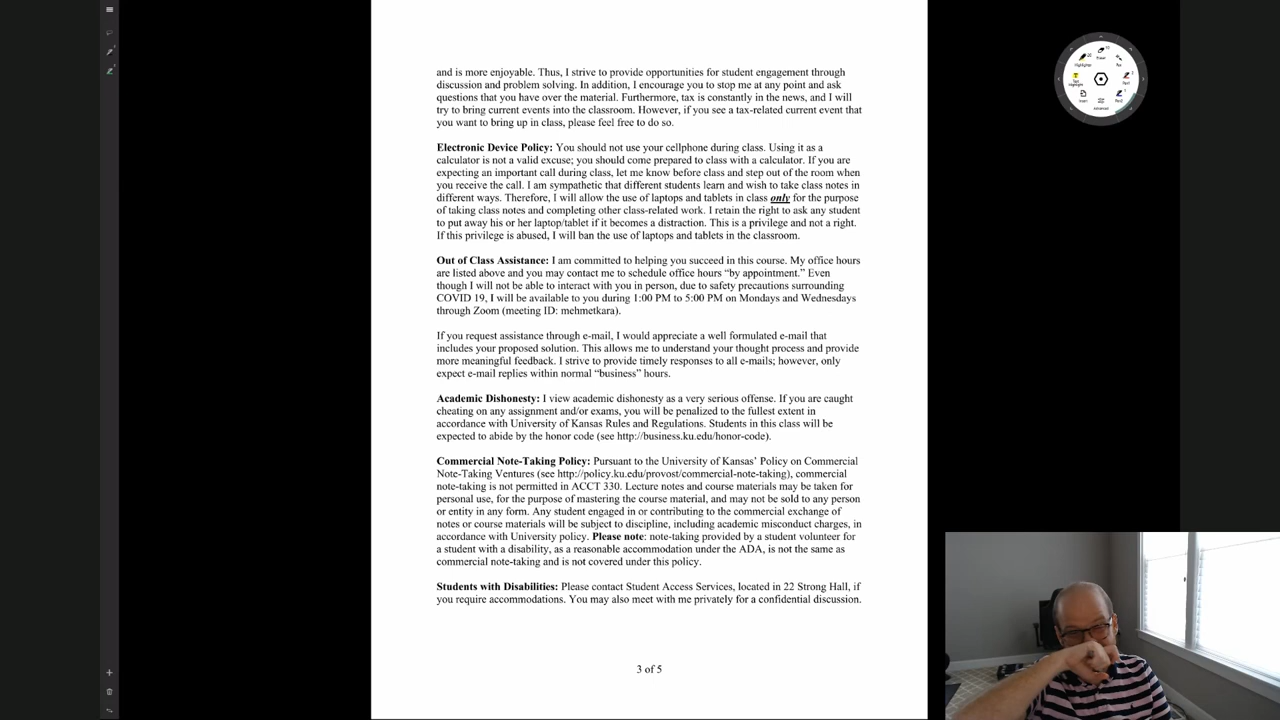 and is more enjoyable. Thus, I strive to provide opportunities for student engagement through
discussion and problem solving. In addition, I encourage you to stop me at any point and ask
questions that you have over the material. Furthermore, tax is constantly in the news, and I will
try to bring current events into the classroom. However, if you see a tax-related current event that
you want to bring up in class, please feel free to do so.
Electronic Device Policy: You should not use your cellphone during class. Using it as a
calculator is not a valid excuse; you should come prepared to class with a calculator. If you are
expecting an important call during class, let me know before class and step out of the room when
you receive the call. I am sympathetic that different students learn and wish to take class notes in
different ways. Therefore, I will allow the use of laptops and tablets in class only for the purpose
of taking class notes and completing other class-related work. I retain the right to ask any student
to put away his or her laptop/tablet if it becomes a distraction. This is a privilege and not a right.
If this privilege is abused, I will ban the use of laptops and tablets in the classroom.
Out of Class Assistance: I am committed to helping you succeed in this course. My office hours
are listed above and you may contact me to schedule office hours “by appointment.” Even
though I will not be able to interact with you in person, due to safety precautions surrounding
COVID 19, I will be available to you during 1:00 PM to 5:00 PM on Mondays and Wednesdays
through Zoom (meeting ID: mehmetkara).
If you request assistance through e-mail, I would appreciate a well formulated e-mail that
includes your proposed solution. This allows me to understand your thought process and provide
more meaningful feedback. I strive to provide timely responses to all e-mails; however, only
expect e-mail replies within normal “business” hours.
Academic Dishonesty: I view academic dishonesty as a very serious offense. If you are caught
cheating on any assignment and/or exams, you will be penalized to the fullest extent in
accordance with University of Kansas Rules and Regulations. Students in this class will be
expected to abide by the honor code (see http://business.ku.edu/honor-code).
Commercial Note-Taking Policy: Pursuant to the University of Kansas’ Policy on Commercial
Note-Taking Ventures (see http://policy.ku.edu/provost/commercial-note-taking), commercial
note-taking is not permitted in ACCT 330. Lecture notes and course materials may be taken for
personal use, for the purpose of mastering the course material, and may not be sold to any person
or entity in any form. Any student engaged in or contributing to the commercial exchange of
notes or course materials will be subject to discipline, including academic misconduct charges, in
accordance with University policy. Please note: note-taking provided by a student volunteer for
a student with a disability, as a reasonable accommodation under the ADA, is not the same as
commercial note-taking and is not covered under this policy.
Students with Disabilities: Please contact Student Access Services, located in 22 Strong Hall, if
you require accommodations. You may also meet with me privately for a confidential discussion.
3 of 5
Eraser
Highlighter
Pen
Text
Highlight
Pen1
Insert
Pen2
Advanced